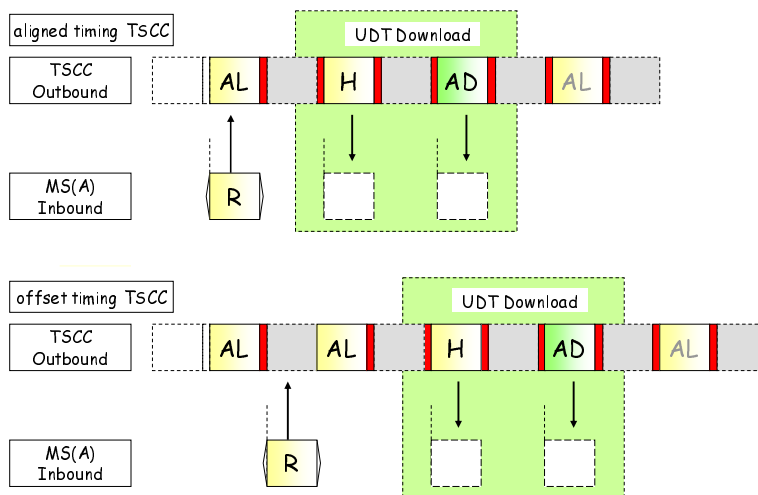 aligned timing TSCC
UDT Download
TSCC
Outbound
AL
H
AD
AL
MS(A)
Inbound
R
offset timing TSCC
UDT Download
TSCC
Outbound
AL
AL
H
AD
AL
MS(A)
Inbound
R